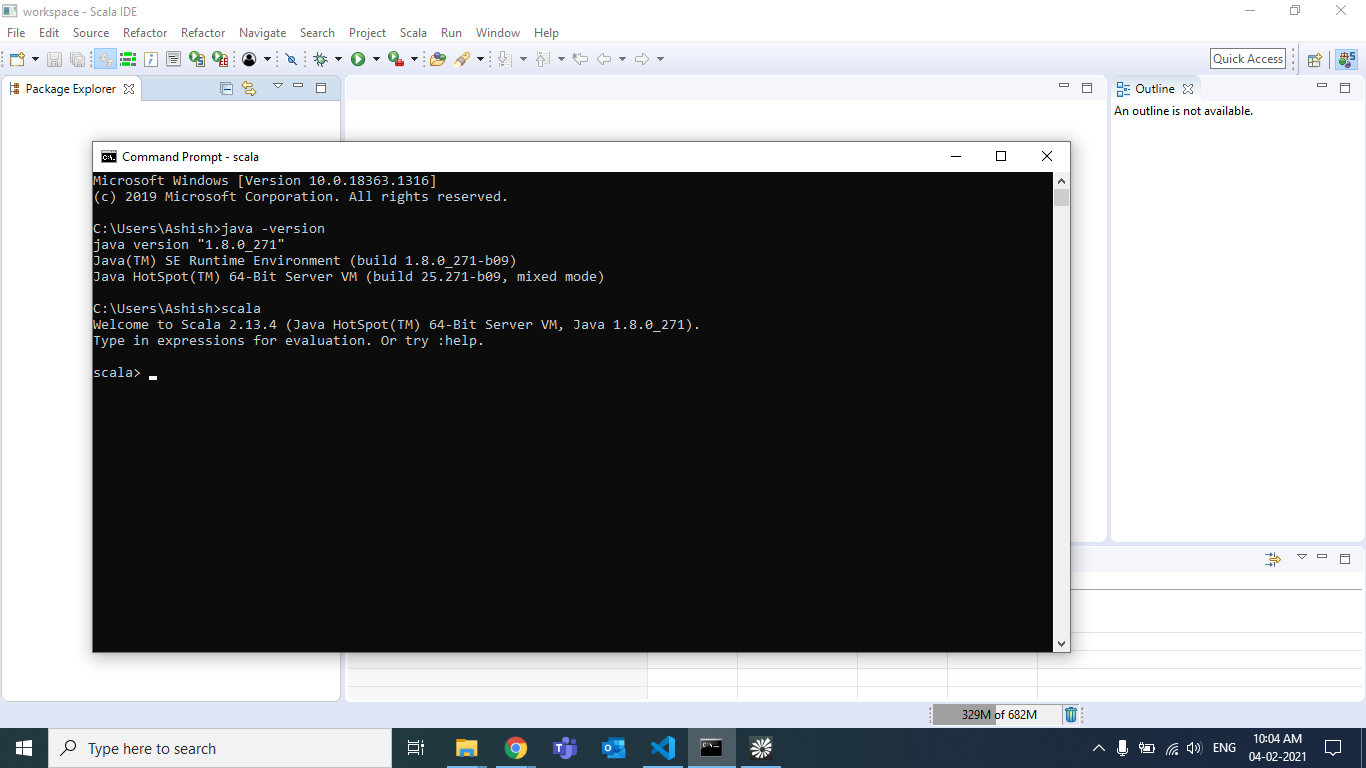 workspace - Scala IDE
File Edit Source Refactor Refactor Navigate Search Project Scala Run Window Help
Quick Access
Package Explorer
Outline
An outline is not available.
Command Prompt - scala
Microsoft Windows [Version 10.0.18363.1316]
(c) 2019 Microsoft Corporation. All rights reserved.
C:\Users\Ashish>java -version
java version "1.8.0_271"
Java(TM) SE Runtime Environment (build 1.8.0_271-b09)
Java HotSpot(TM) 64-Bit Server VM (build 25.271-b09, mixed mode)
C:\Users\Ashish>scala
Welcome to Scala 2.13.4 (Java HotSpot(TM) 64-Bit Server VM, Java 1.8.0_271).
Type in expressions for evaluation. Or try :help.
scala>
329M of 682M
Type here to search
ENG
10:04 AM
04-02-2021